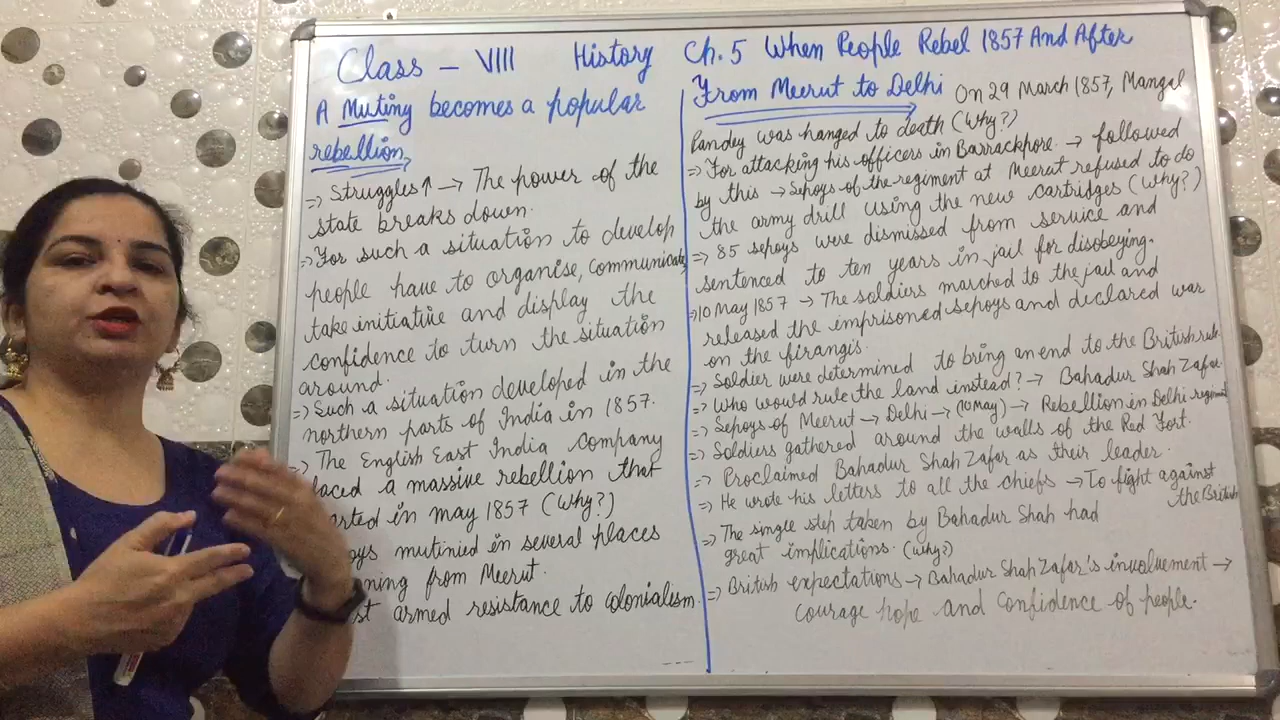 Class – VIII History Ch.5 When People Rebel 1857 And After
A Mutiny becomes a popular
rebellion
=> Struggles↑ → The power of the
state breaks down.
=> For such a situation to develop
people have to organise, communicate,
take initiative and display the
confidence to turn the situation
around.
=> Such a situation developed in the
northern parts of India in 1857.
=> The English East India Company
faced a massive rebellion that
started in may 1857 (Why?)
mutinied in several places
from Meerut.
armed resistance to colonialism.
From Meerut to Delhi On 29 March 1857, Mangal
Pandey was hanged to death (Why?)
=> For attacking his officers in Barrackpore. → followed
by this → Sepoys of the regiment at Meerut refused to do
the army drill using the new cartridges (Why?)
=> 85 sepoys were dismissed from service and
sentenced to ten years in jail for disobeying.
=> 10 May 1857 → The soldiers marched to the jail and
released the imprisoned sepoys and declared war
on the firangis.
=> Soldier were determined to bring an end to the British rule.
=> Who would rule the land instead? → Bahadur Shah Zafar.
=> Sepoys of Meerut → Delhi → (10 May) → Rebellion in Delhi regiment
=> Soldiers gathered around the walls of the Red Fort.
=> Proclaimed Bahadur Shah Zafar as their leader.
=> He wrote his letters to all the chiefs → To fight against
the British
=> The single step taken by Bahadur Shah had
great implications. (Why?)
=> British expectations → Bahadur Shah Zafar's involvement →
courage hope and confidence of people.